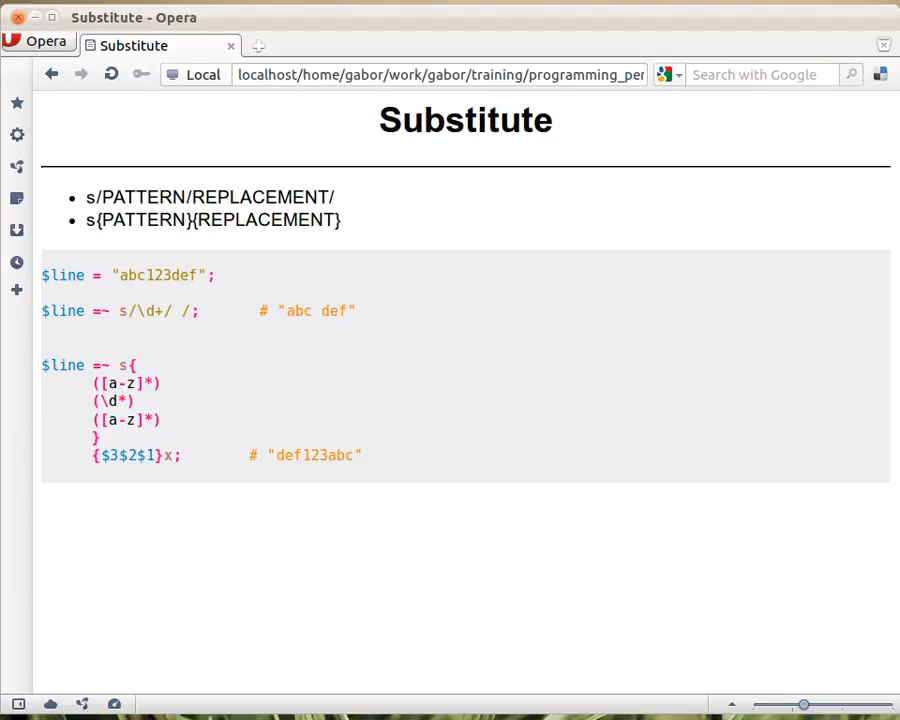 Substitute - Opera
Opera
Substitute
Local
localhost/home/gabor/work/gabor/training/programming_per
Search with Google
Substitute
s/PATTERN/REPLACEMENT/
s{PATTERN}{REPLACEMENT}
$line = "abc123def";
$line =~ s/\d+/ /;      # "abc def"
$line =~ s{
([a-z]*)
(\d*)
([a-z]*)
}
{$3$2$1}x;       # "def123abc"